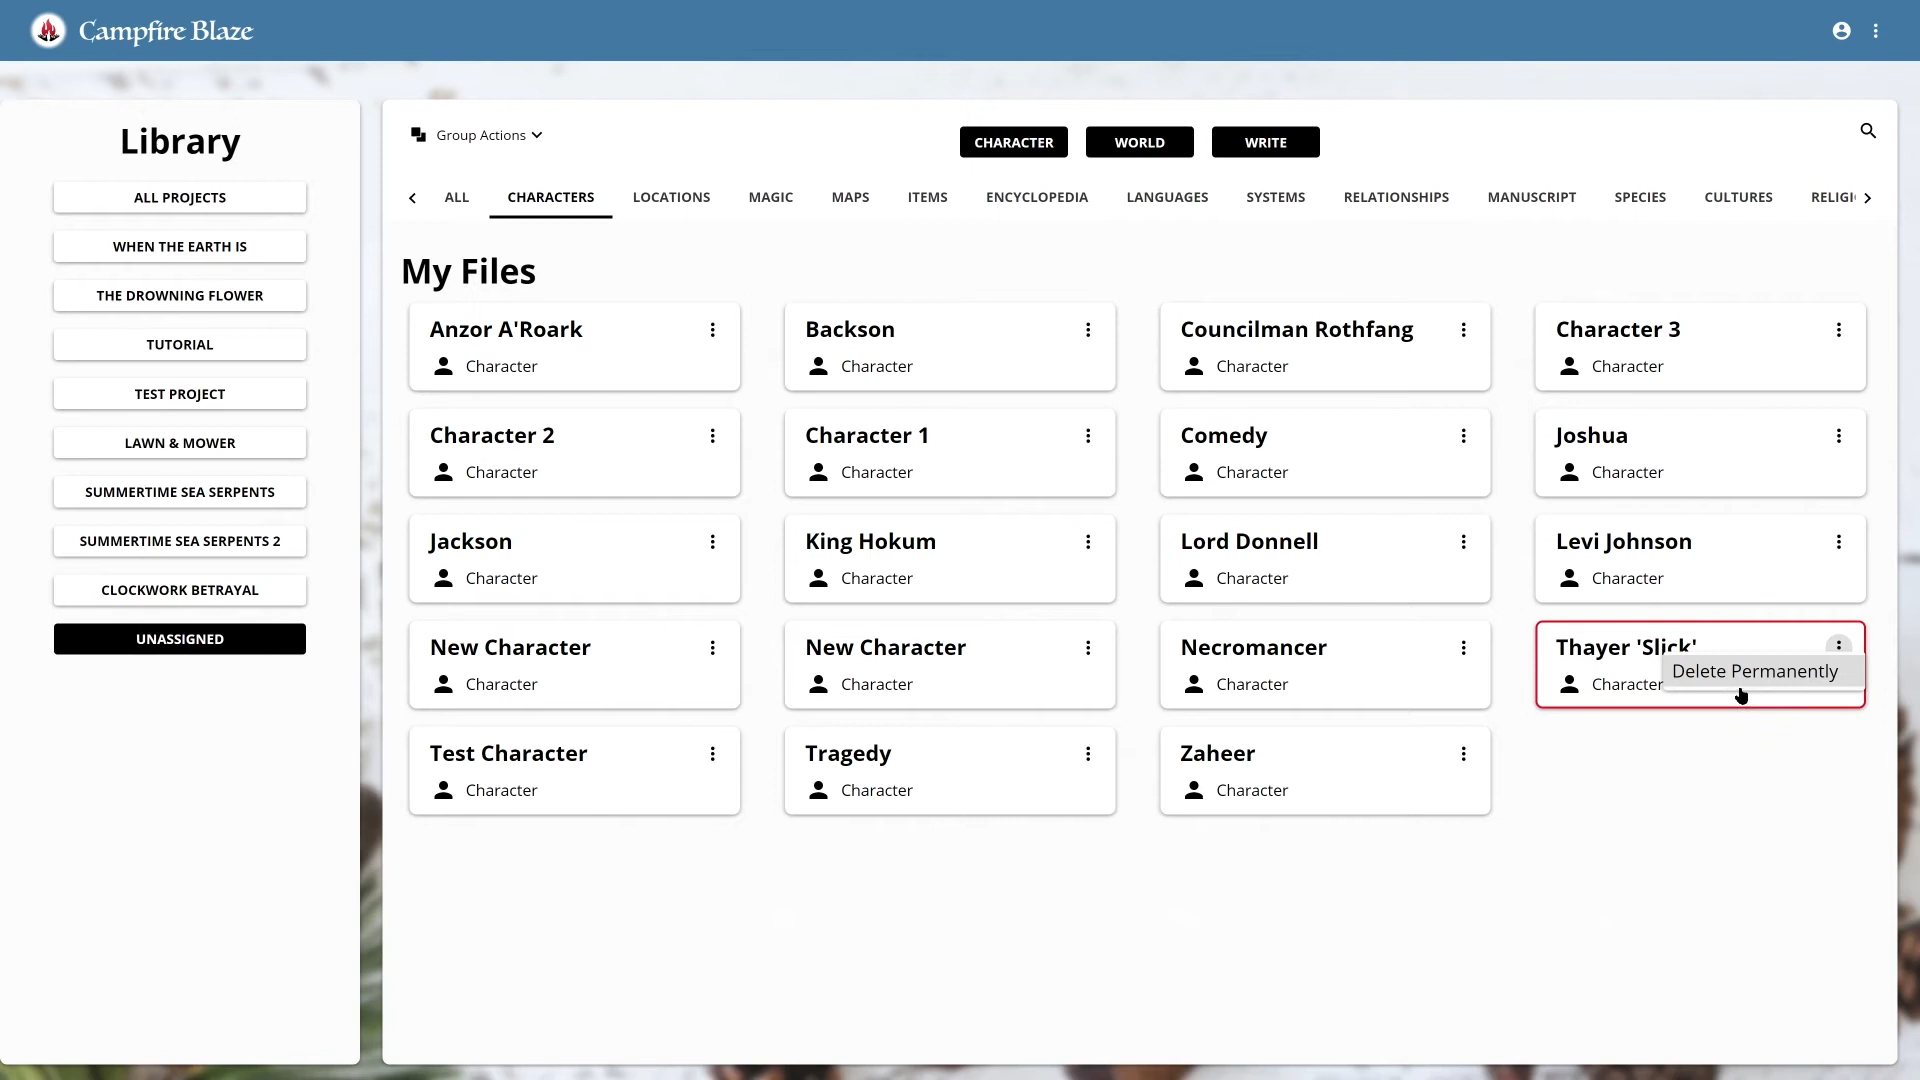 Campfire Blaze
Library
ALL PROJECTS
WHEN THE EARTH IS
THE DROWNING FLOWER
TUTORIAL
TEST PROJECT
LAWN & MOWER
SUMMERTIME SEA SERPENTS
SUMMERTIME SEA SERPENTS 2
CLOCKWORK BETRAYAL
UNASSIGNED
Group Actions
CHARACTER WORLD WRITE
ALL CHARACTERS LOCATIONS MAGIC MAPS ITEMS ENCYCLOPEDIA LANGUAGES SYSTEMS RELATIONSHIPS MANUSCRIPT SPECIES CULTURES RELIGI
My Files
Anzor A'Roark
Character
Backson
Character
Councilman Rothfang
Character
Character 3
Character
Character 2
Character
Character 1
Character
Comedy
Character
Joshua
Character
Jackson
Character
King Hokum
Character
Lord Donnell
Character
Levi Johnson
Character
New Character
Character
New Character
Character
Necromancer
Character
Thayer 'Slick'
Character
Delete Permanently
Test Character
Character
Tragedy
Character
Zaheer
Character